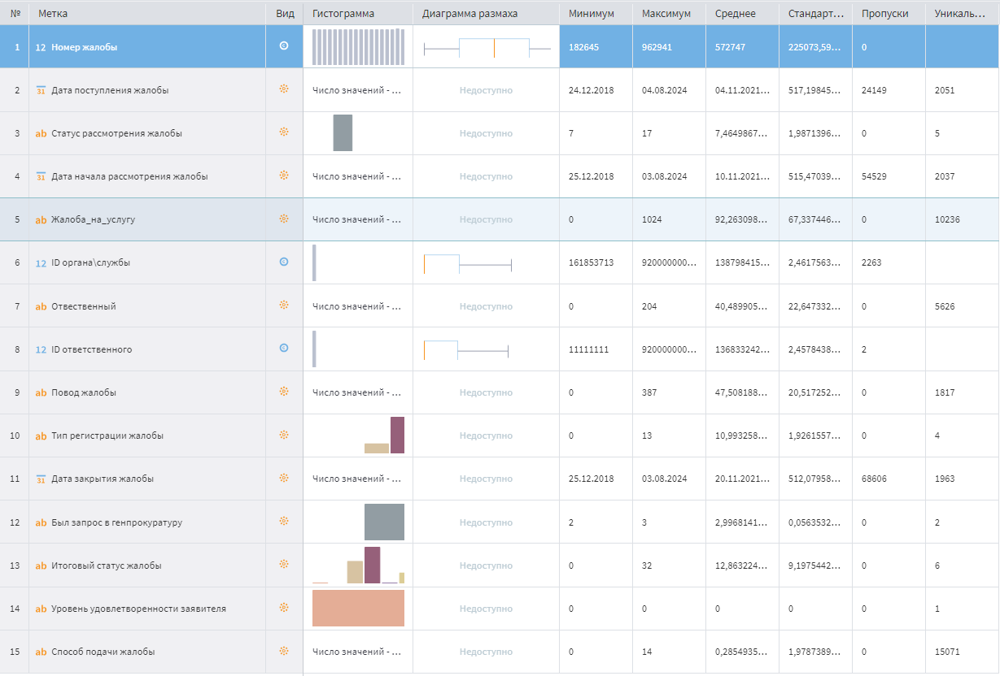 № Метка Вид Гистограмма Диаграмма размаха Минимум Максимум Среднее Стандарт... Пропуски Уникаль...
1 12 Номер жалобы 182645 962941 572747 225073,59... 0
2 31 Дата поступления жалобы Число значений - ... Недоступно 24.12.2018 04.08.2024 04.11.2021... 517,19845... 24149 2051
3 ab Статус рассмотрения жалобы Недоступно 7 17 7,4649867... 1,9871396... 0 5
4 31 Дата начала рассмотрения жалобы Число значений - ... Недоступно 25.12.2018 03.08.2024 10.11.2021... 515,47039... 54529 2037
5 ab Жалоба_на_услугу Число значений - ... Недоступно 0 1024 92,263098... 67,337446... 0 10236
6 12 ID органа\службы 161853713 920000000... 138798415... 2,4617563... 2263
7 ab Отвественный Число значений - ... Недоступно 0 204 40,489905... 22,647332... 0 5626
8 12 ID ответственного 11111111 920000000... 136833242... 2,4578438... 2
9 ab Повод жалобы Число значений - ... Недоступно 0 387 47,508188... 20,517252... 0 1817
10 ab Тип регистрации жалобы Недоступно 0 13 10,993258... 1,9261557... 0 4
11 31 Дата закрытия жалобы Число значений - ... Недоступно 25.12.2018 03.08.2024 20.11.2021... 512,07958... 68606 1963
12 ab Был запрос в генпрокуратуру Недоступно 2 3 2,9968141... 0,0563532... 0 2
13 ab Итоговый статус жалобы Недоступно 0 32 12,863224... 9,1975442... 0 6
14 ab Уровень удовлетворенности заявителя Недоступно 0 0 0 0 0 1
15 ab Способ подачи жалобы Число значений - ... Недоступно 0 14 0,2854935... 1,9787389... 0 15071